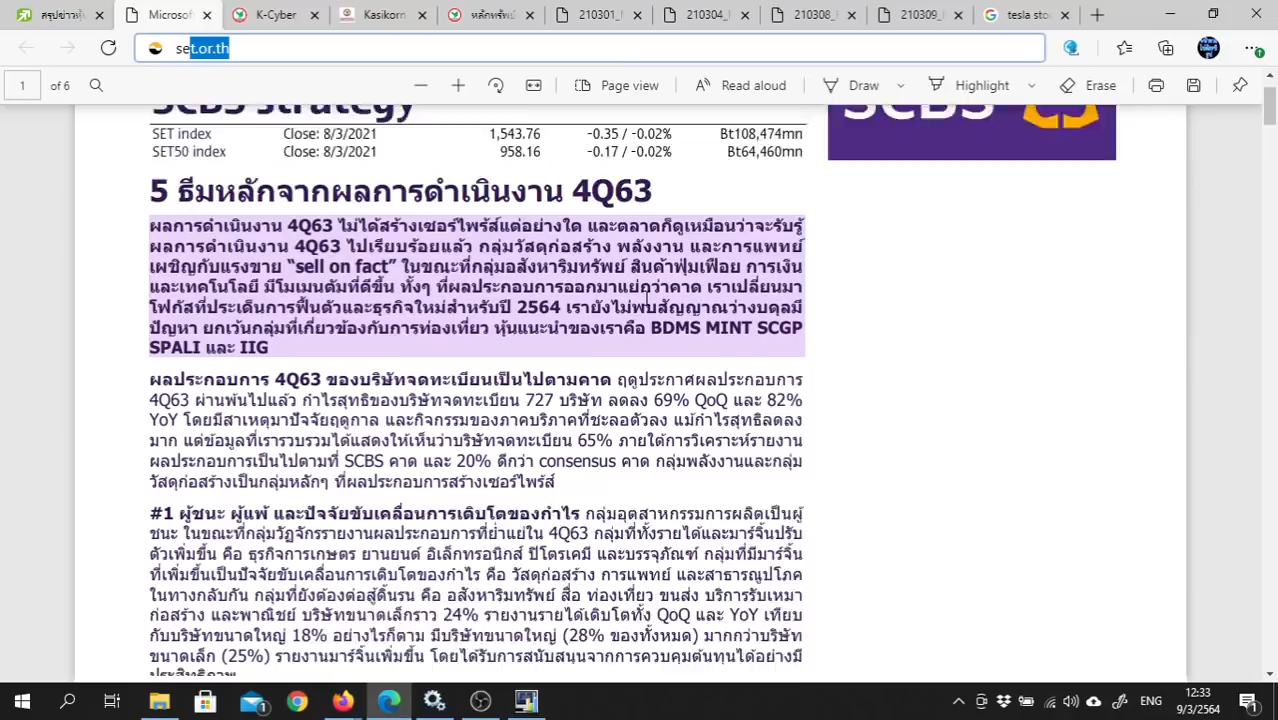 สรุปข่าวหุ้
Microsof
K-Cyber
Kasikorn
หลักทรัพย์
210301_
210304_
210308_
210309_
tesla sto
set.or.th
1 of 6
Page view
Read aloud
Draw
Highlight
Erase
SCBS Strategy
SCBS
SET index Close: 8/3/2021 1,543.76 -0.35 / -0.02% Bt108,474mn
SET50 index Close: 8/3/2021 958.16 -0.17 / -0.02% Bt64,460mn
5 ธีมหลักจากผลการดำเนินงาน 4Q63
ผลการดำเนินงาน 4Q63 ไม่ได้สร้างเซอร์ไพร้ส์แต่อย่างใด และตลาดก็ดูเหมือนว่าจะรับรู้
ผลการดำเนินงาน 4Q63 ไปเรียบร้อยแล้ว กลุ่มวัสดุก่อสร้าง พลังงาน และการแพทย์
เผชิญกับแรงขาย “sell on fact” ในขณะที่กลุ่มอสังหาริมทรัพย์ สินค้าฟุ่มเฟือย การเงิน
และเทคโนโลยี มีโมเมนตัมที่ดีขึ้น ทั้งๆ ที่ผลประกอบการออกมาแย่กว่าคาด เราเปลี่ยนมา
โฟกัสที่ประเด็นการฟื้นตัวและธุรกิจใหม่สำหรับปี 2564 เรายังไม่พบสัญญาณว่างบดุลมี
ปัญหา ยกเว้นกลุ่มที่เกี่ยวข้องกับการท่องเที่ยว หุ้นแนะนำของเราคือ BDMS MINT SCGP
SPALI และ IIG
ผลประกอบการ 4Q63 ของบริษัทจดทะเบียนเป็นไปตามคาด ฤดูประกาศผลประกอบการ
4Q63 ผ่านพ้นไปแล้ว กำไรสุทธิของบริษัทจดทะเบียน 727 บริษัท ลดลง 69% QoQ และ 82%
YoY โดยมีสาเหตุมาปัจจัยฤดูกาล และกิจกรรมของภาคบริภาคที่ชะลอตัวลง แม้กำไรสุทธิลดลง
มาก แต่ข้อมูลที่เรารวบรวมได้แสดงให้เห็นว่าบริษัทจดทะเบียน 65% ภายใต้การวิเคราะห์รายงาน
ผลประกอบการเป็นไปตามที่ SCBS คาด และ 20% ดีกว่า consensus คาด กลุ่มพลังงานและกลุ่ม
วัสดุก่อสร้างเป็นกลุ่มหลักๆ ที่ผลประกอบการสร้างเซอร์ไพร้ส์
#1 ผู้ชนะ ผู้แพ้ และปัจจัยขับเคลื่อนการเติบโตของกำไร กลุ่มอุตสาหกรรมการผลิตเป็นผู้
ชนะ ในขณะที่กลุ่มวัฏจักรรายงานผลประกอบการที่ย่ำแย่ใน 4Q63 กลุ่มที่ทั้งรายได้และมาร์จิ้นปรับ
ตัวเพิ่มขึ้น คือ ธุรกิจการเกษตร ยานยนต์ อิเล็กทรอนิกส์ ปิโตรเคมี และบรรจุภัณฑ์ กลุ่มที่มีมาร์จิ้น
ที่เพิ่มขึ้นเป็นปัจจัยขับเคลื่อนการเติบโตของกำไร คือ วัสดุก่อสร้าง การแพทย์ และสาธารณูปโภค
ในทางกลับกัน กลุ่มที่ยังต้องต่อสู้ดิ้นรน คือ อสังหาริมทรัพย์ สื่อ ท่องเที่ยว ขนส่ง บริการรับเหมา
ก่อสร้าง และพาณิชย์ บริษัทขนาดเล็กราว 24% รายงานรายได้เติบโตทั้ง QoQ และ YoY เทียบ
กับบริษัทขนาดใหญ่ 18% อย่างไรก็ตาม มีบริษัทขนาดใหญ่ (28% ของทั้งหมด) มากกว่าบริษัท
ขนาดเล็ก (25%) รายงานมาร์จิ้นเพิ่มขึ้น โดยได้รับการสนับสนุนจากการควบคุมต้นทุนได้อย่างมี
ประสิทธิภาพ
ENG
12:33
9/3/2564